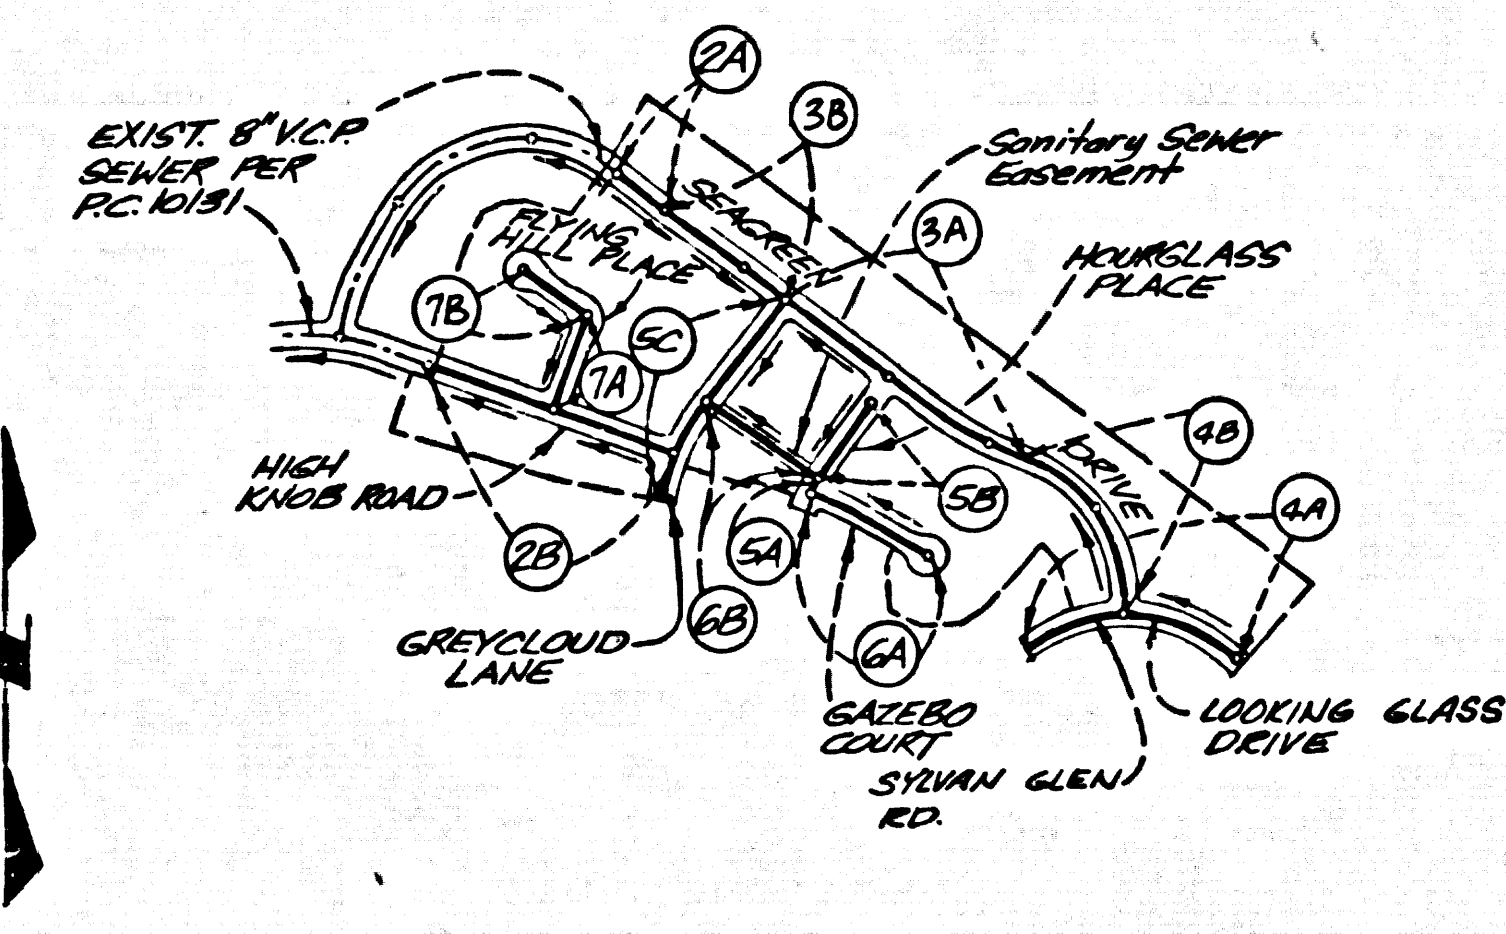 2A
3B
EXIST. 8" V.C.P.
SEWER PER
P.C. 10131
Sanitary Sewer
Easement
SEAGREEN
3A
FLYING
HILL PLACE
HOURGLASS
PLACE
7B
5C
7A
4B
DRIVE
HIGH
KNOB ROAD
5B
4A
2B
5A
6B
GREYCLOUD
LANE
6A
GAZEBO
COURT
LOOKING GLASS
DRIVE
SYLVAN GLEN
RD.